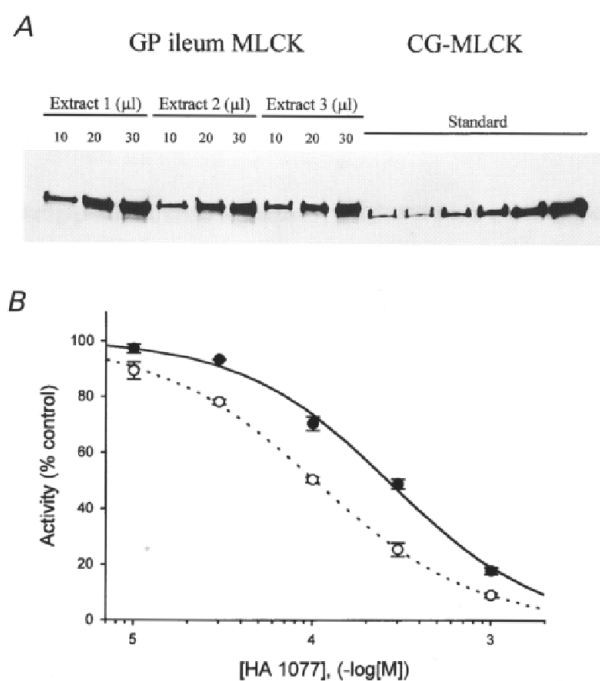 A
GP ileum MLCK CG-MLCK
Extract 1 (µl) Extract 2 (µl) Extract 3 (µl) Standard
10 20 30 10 20 30 10 20 30
B
100
80
60
40
20
0
Activity (% control)
5 4 3
[HA 1077], (-log[M])